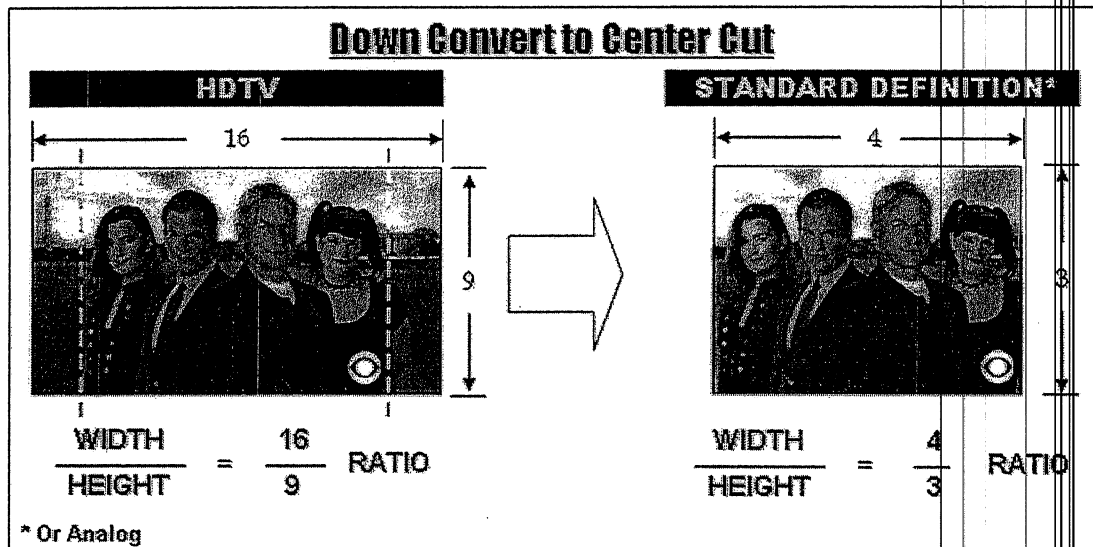 Down Convert to Center Cut
HDTV
STANDARD DEFINITION*
16
4
9
3
WIDTH
HEIGHT
=
16
9
RATIO
WIDTH
HEIGHT
=
4
3
RATIO
* Or Analog